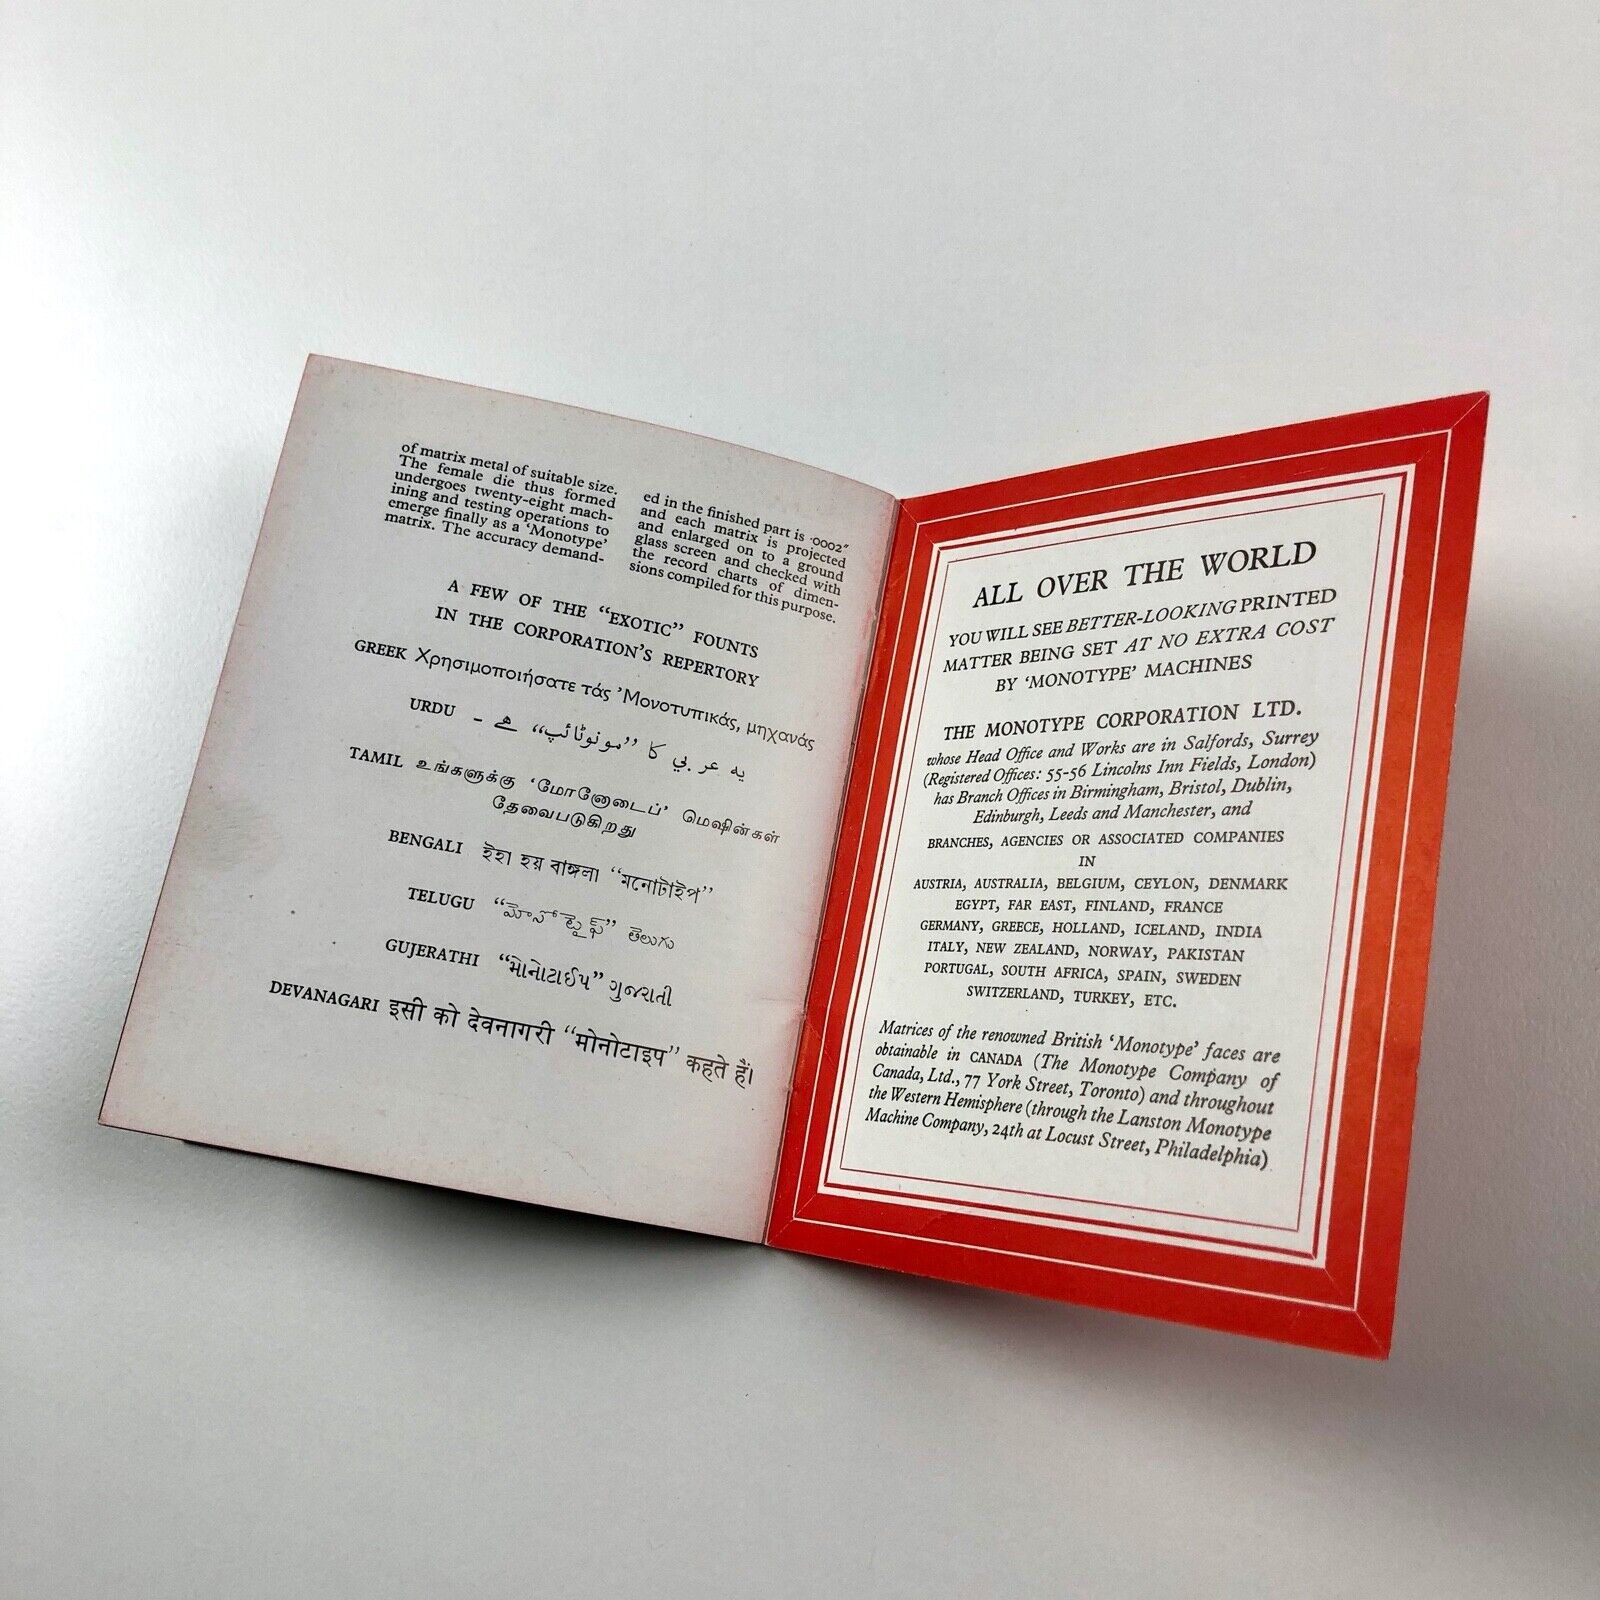 of matrix metal of suitable size.
The female die thus formed
undergoes twenty-eight mach-
ining and testing operations to
emerge finally as a 'Monotype'
matrix. The accuracy demand-
ed in the finished part is ·0002"
and each matrix is projected
and enlarged on to a ground
glass screen and checked with
the record charts of dimen-
sions compiled for this purpose.
A FEW OF THE "EXOTIC" FOUNTS
IN THE CORPORATION'S REPERTORY
GREEK Χρησιμοποιήσατε τάς 'Μονοτυπικάς, μηχανάς
URDU یہ عربي کا ”مونوٹائپ“ ہے -
TAMIL உங்களுக்கு 'மோனோடைப்' மெஷின்கள்
தேவைபடுகிறது
BENGALI ইহা হয় বাঙ্গলা "মনোটাইপ"
TELUGU "మోనోటైప్" తెలుగు
GUJERATHI "મોનોટાઈપ" ગુજરાતી
DEVANAGARI इसी को देवनागरी "मोनोटाइप" कहते हैं।
ALL OVER THE WORLD
YOU WILL SEE BETTER-LOOKING PRINTED
MATTER BEING SET AT NO EXTRA COST
BY 'MONOTYPE' MACHINES
THE MONOTYPE CORPORATION LTD.
whose Head Office and Works are in Salfords, Surrey
(Registered Offices: 55-56 Lincolns Inn Fields, London)
has Branch Offices in Birmingham, Bristol, Dublin,
Edinburgh, Leeds and Manchester, and
BRANCHES, AGENCIES OR ASSOCIATED COMPANIES
IN
AUSTRIA, AUSTRALIA, BELGIUM, CEYLON, DENMARK
EGYPT, FAR EAST, FINLAND, FRANCE
GERMANY, GREECE, HOLLAND, ICELAND, INDIA
ITALY, NEW ZEALAND, NORWAY, PAKISTAN
PORTUGAL, SOUTH AFRICA, SPAIN, SWEDEN
SWITZERLAND, TURKEY, ETC.
Matrices of the renowned British 'Monotype' faces are
obtainable in CANADA (The Monotype Company of
Canada, Ltd., 77 York Street, Toronto) and throughout
the Western Hemisphere (through the Lanston Monotype
Machine Company, 24th at Locust Street, Philadelphia)